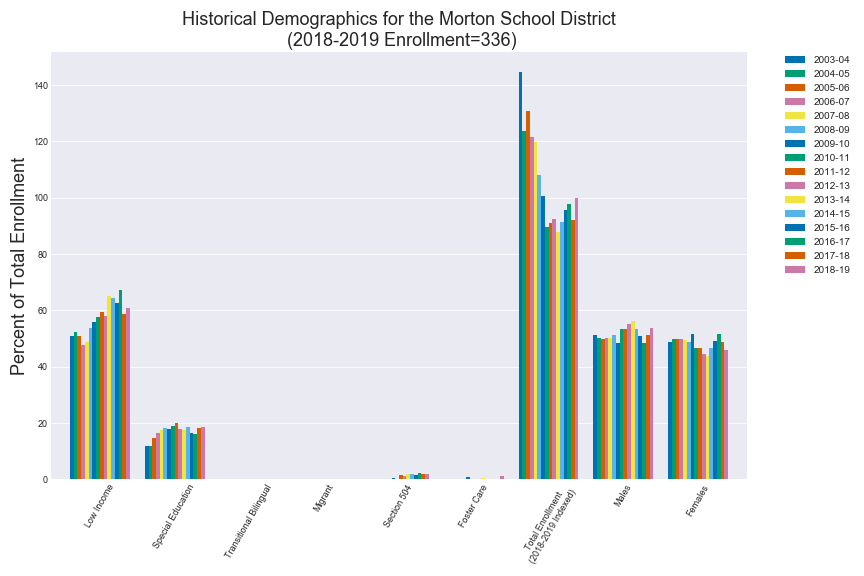 Historical Demographics for the Morton School District
(2018-2019 Enrollment=336)
Percent of Total Enrollment
140
120
100
80
60
40
20
0
Low Income
Special Education
Transitional Bilingual
Migrant
Section 504
Foster Care
Total Enrollment
(2018-2019 Indexed)
Males
Females
2003-04
2004-05
2005-06
2006-07
2007-08
2008-09
2009-10
2010-11
2011-12
2012-13
2013-14
2014-15
2015-16
2016-17
2017-18
2018-19